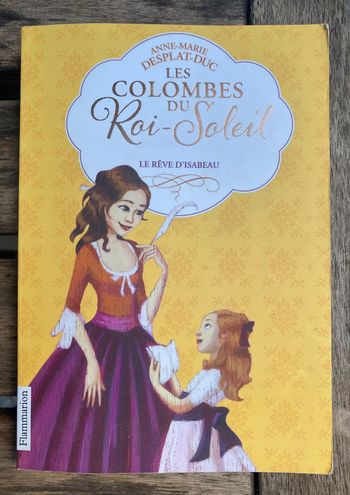 ANNE-MARIE
DESPLAT-DUC
LES
COLOMBES
DU
Roi-Soleil
LE RÊVE D'ISABEAU
Flammarion